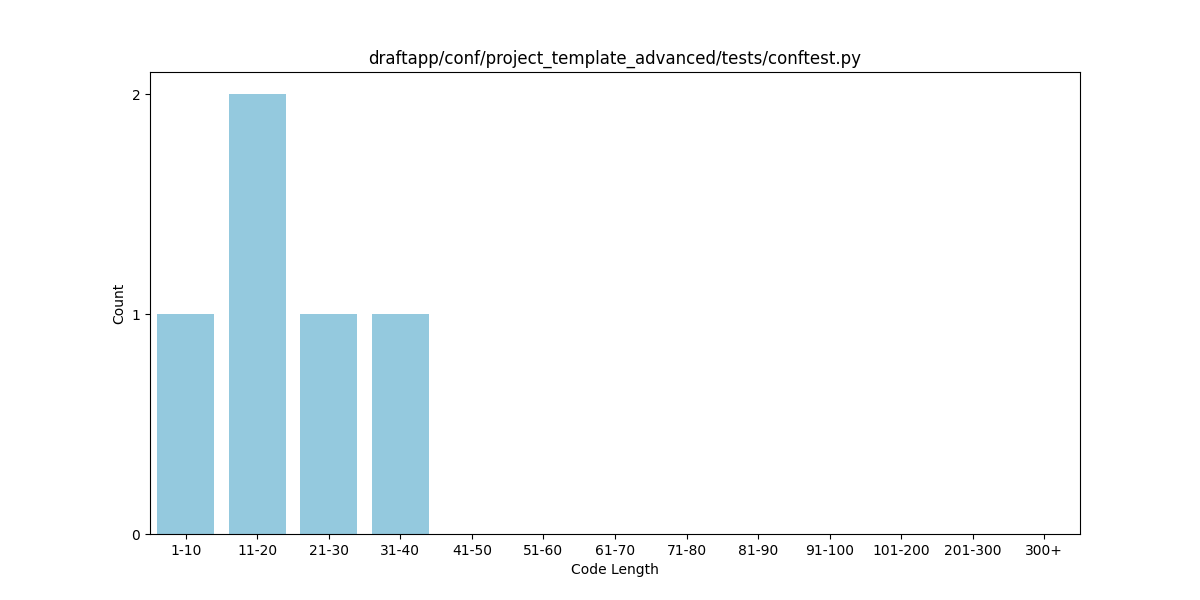 draftapp/conf/project_template_advanced/tests/conftest.py
2
Count
1
0
1-10 11-20 21-30 31-40 41-50 51-60 61-70 71-80 81-90 91-100 101-200 201-300 300+
Code Length